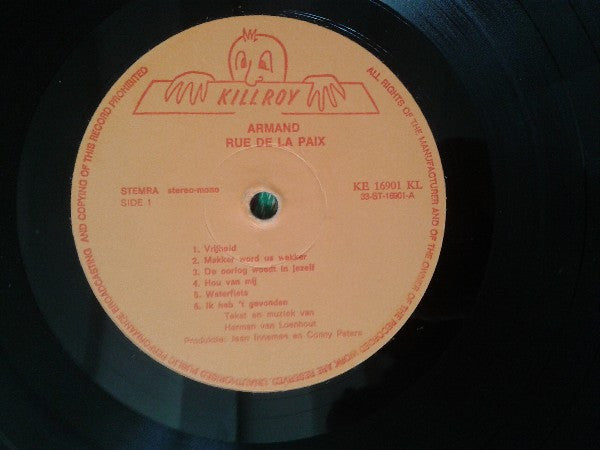 KILLROY
ARMAND
RUE DE LA PAIX
STEMRA stereo-mono
SIDE 1
KE 16901 KL
33-ST-16901-A
1. Vrijheid
2. Makker word us wakker
3. De oorlog woedt in jezelf
4. Hou van mij
5. Waterfiets
6. Ik heb 't gevonden
Tekst en muziek van
Herman van Loenhout
Produktie: Jean Inneman en Conny Peters
ALL RIGHTS OF THE MANUFACTURER AND OF THE OWNER OF THE RECORDED WORK ARE RESERVED UNAUTHORISED PUBLIC PERFORMANCE BROADCASTING AND COPYING OF THIS RECORD PROHIBITED